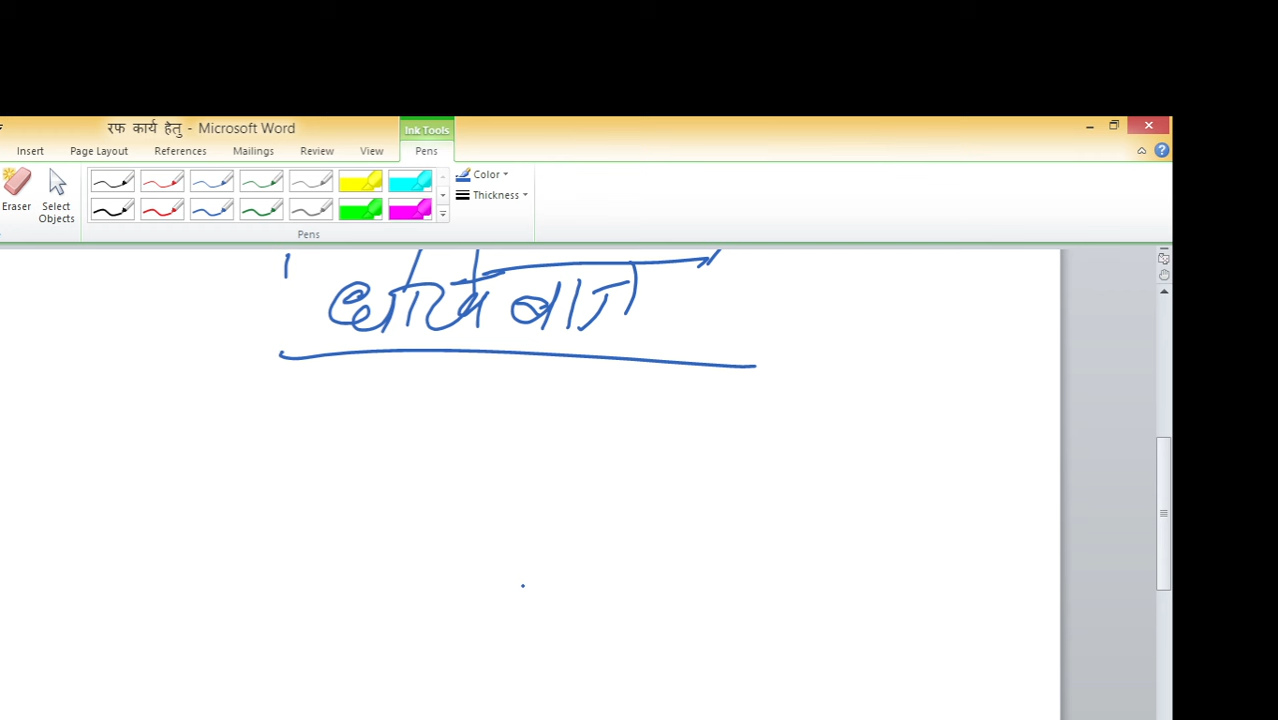 रफ कार्य हेतु - Microsoft Word
Ink Tools
Insert Page Layout References Mailings Review View Pens
Eraser
Select Objects
Color
Thickness
Pens